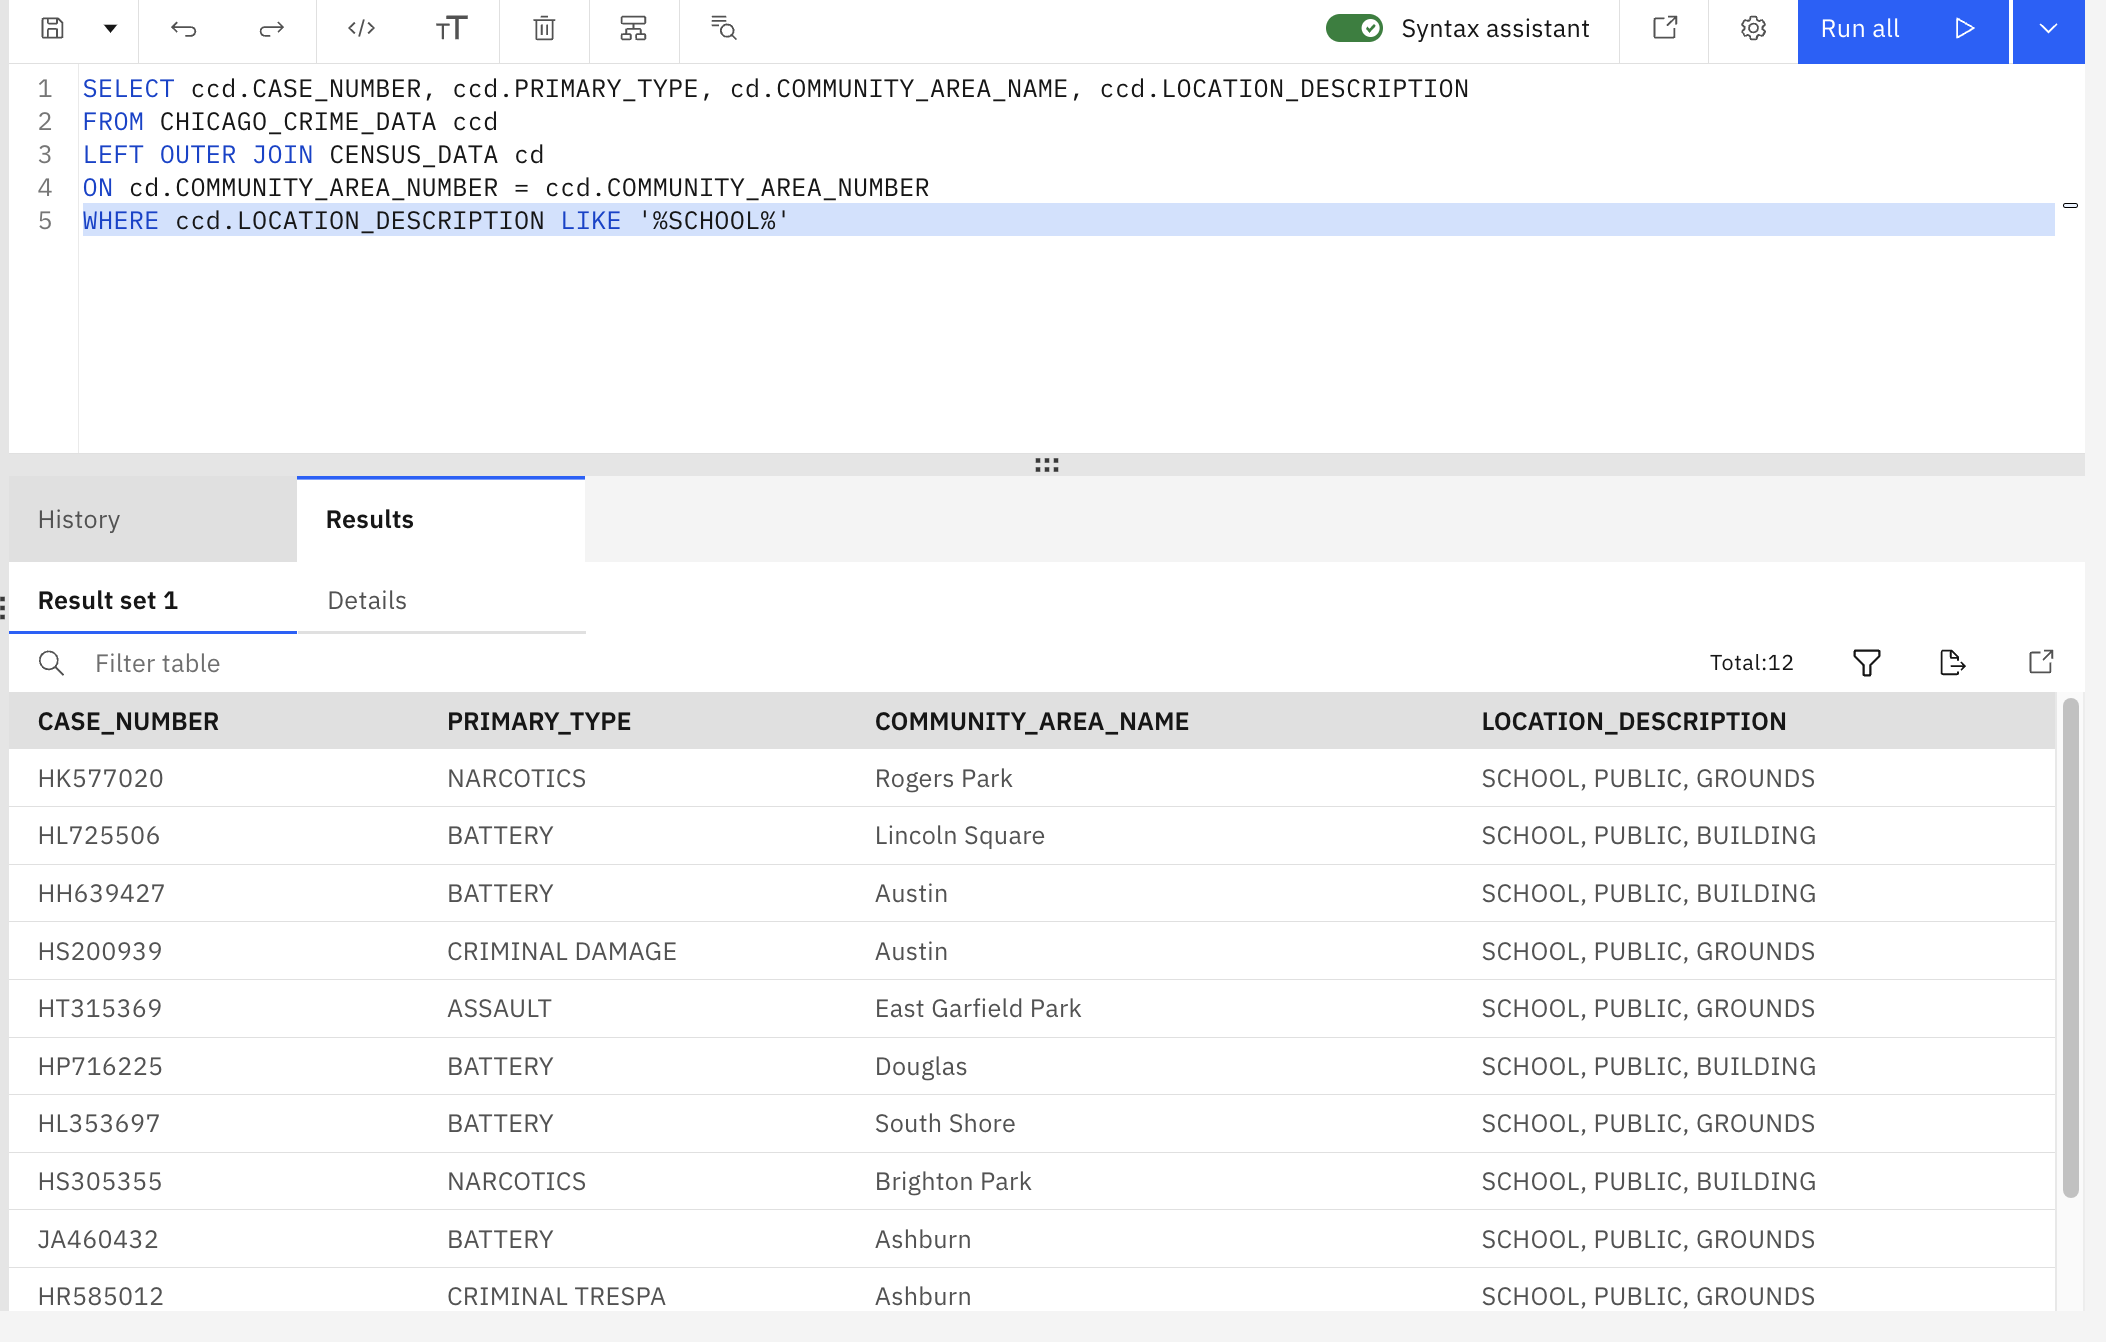 Syntax assistant Run all
1 SELECT ccd.CASE_NUMBER, ccd.PRIMARY_TYPE, cd.COMMUNITY_AREA_NAME, ccd.LOCATION_DESCRIPTION
2 FROM CHICAGO_CRIME_DATA ccd
3 LEFT OUTER JOIN CENSUS_DATA cd
4 ON cd.COMMUNITY_AREA_NUMBER = ccd.COMMUNITY_AREA_NUMBER
5 WHERE ccd.LOCATION_DESCRIPTION LIKE '%SCHOOL%'
History Results
Result set 1 Details
Filter table Total:12
CASE_NUMBER PRIMARY_TYPE COMMUNITY_AREA_NAME LOCATION_DESCRIPTION
HK577020 NARCOTICS Rogers Park SCHOOL, PUBLIC, GROUNDS
HL725506 BATTERY Lincoln Square SCHOOL, PUBLIC, BUILDING
HH639427 BATTERY Austin SCHOOL, PUBLIC, BUILDING
HS200939 CRIMINAL DAMAGE Austin SCHOOL, PUBLIC, GROUNDS
HT315369 ASSAULT East Garfield Park SCHOOL, PUBLIC, GROUNDS
HP716225 BATTERY Douglas SCHOOL, PUBLIC, BUILDING
HL353697 BATTERY South Shore SCHOOL, PUBLIC, GROUNDS
HS305355 NARCOTICS Brighton Park SCHOOL, PUBLIC, BUILDING
JA460432 BATTERY Ashburn SCHOOL, PUBLIC, GROUNDS
HR585012 CRIMINAL TRESPA Ashburn SCHOOL, PUBLIC, GROUNDS